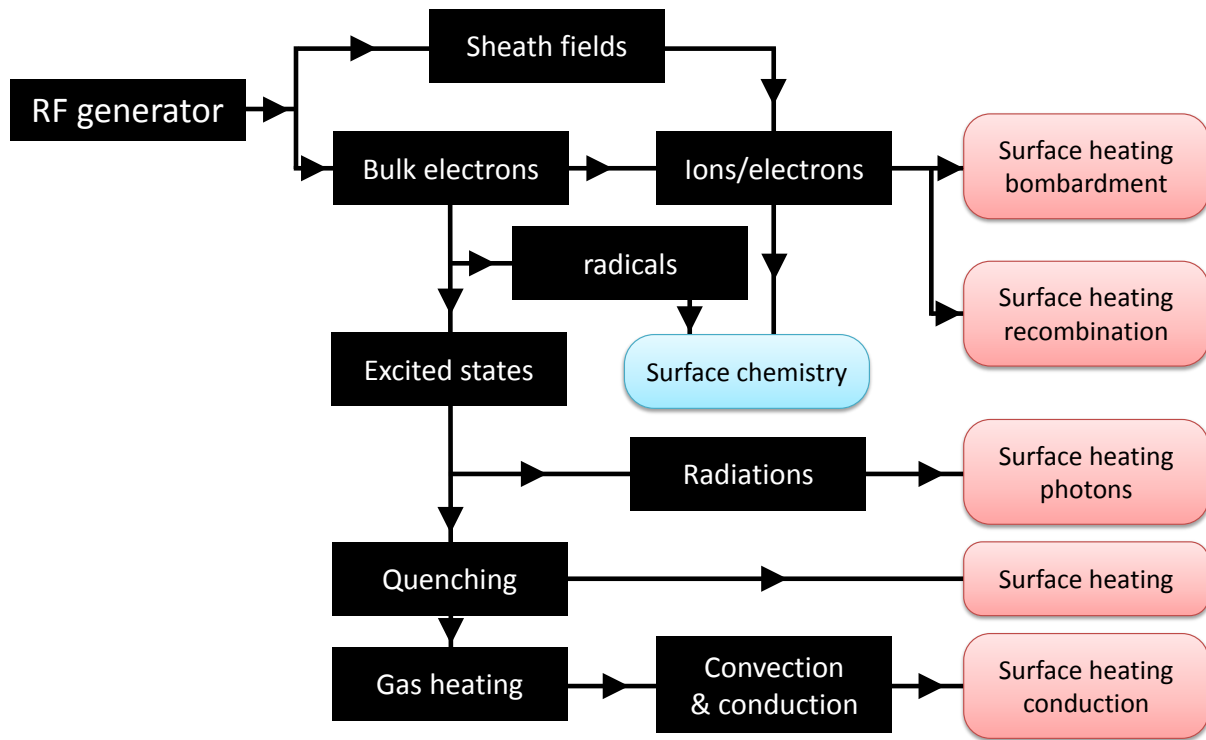 Sheath fields
RF generator
Bulk electrons
Ions/electrons
Surface heating
bombardment
radicals
Surface heating
recombination
Excited states
Surface chemistry
Radiations
Surface heating
photons
Quenching
Surface heating
Gas heating
Convection
& conduction
Surface heating
conduction